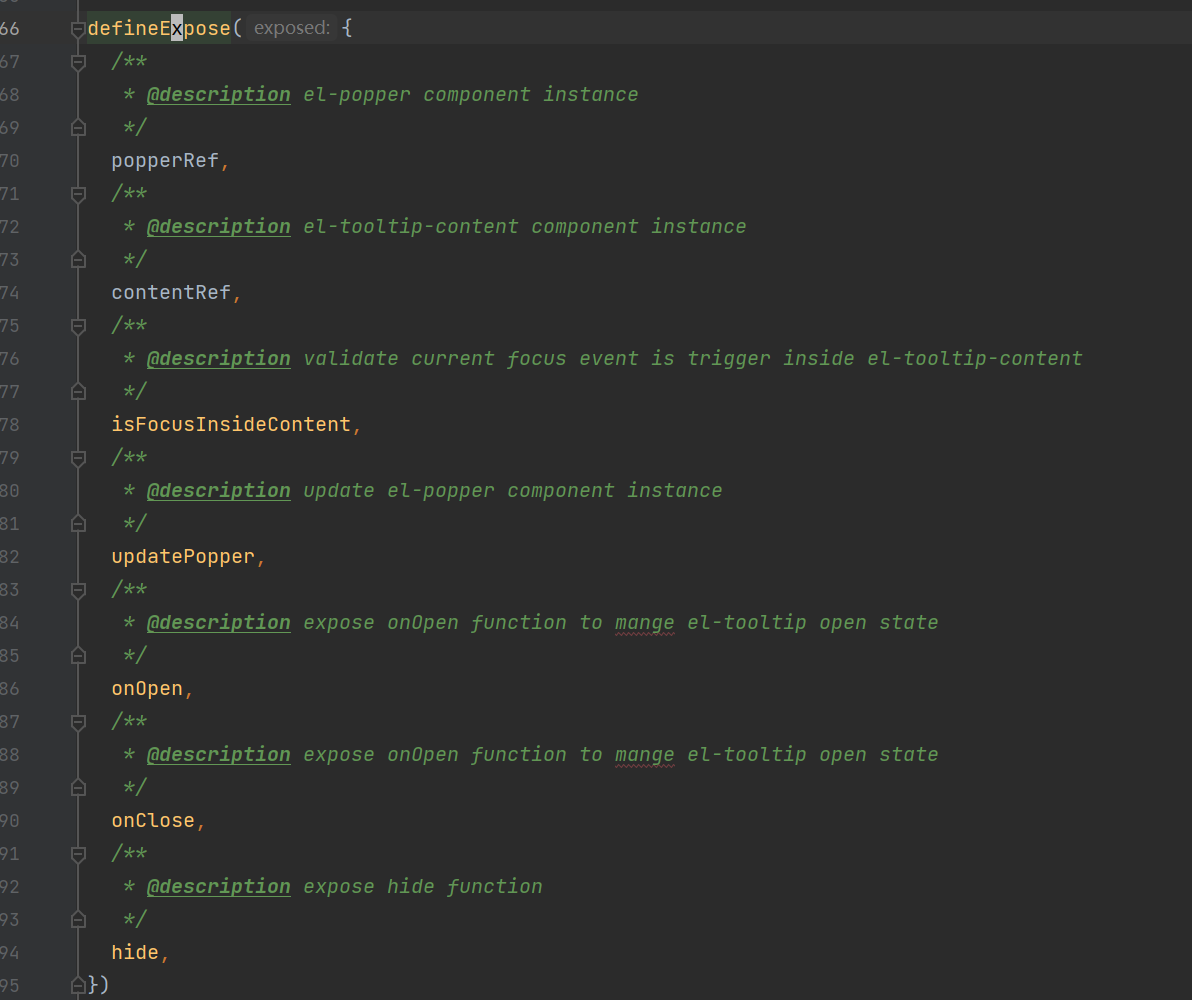 66 defineExpose( exposed: {
67 /**
68 * @description el-popper component instance
69 */
70 popperRef,
71 /**
72 * @description el-tooltip-content component instance
73 */
74 contentRef,
75 /**
76 * @description validate current focus event is trigger inside el-tooltip-content
77 */
78 isFocusInsideContent,
79 /**
80 * @description update el-popper component instance
81 */
82 updatePopper,
83 /**
84 * @description expose onOpen function to mange el-tooltip open state
85 */
86 onOpen,
87 /**
88 * @description expose onOpen function to mange el-tooltip open state
89 */
90 onClose,
91 /**
92 * @description expose hide function
93 */
94 hide,
95 })